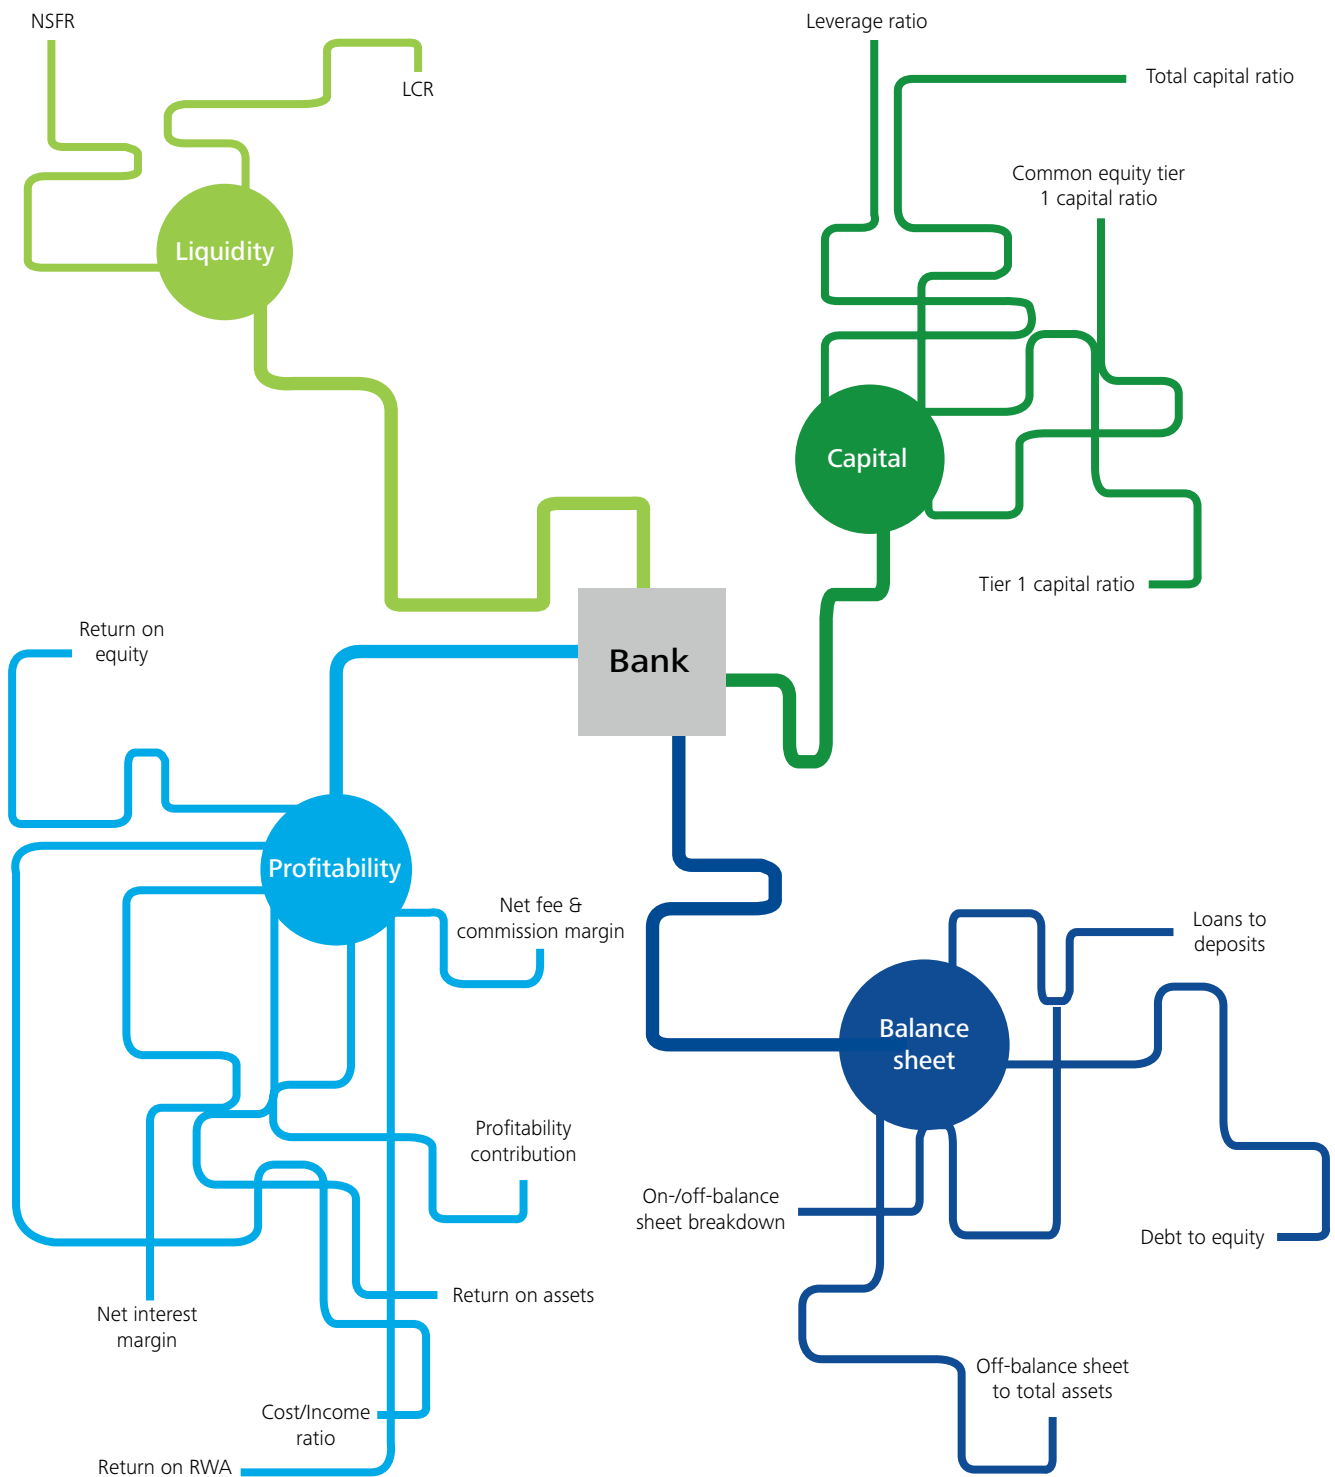 NSFR
LCR
Leverage ratio
Total capital ratio
Common equity tier
1 capital ratio
Liquidity
Capital
Tier 1 capital ratio
Return on
equity
Bank
Profitability
Net fee &
commission margin
Loans to
deposits
Balance
sheet
Profitability
contribution
On-/off-balance
sheet breakdown
Debt to equity
Return on assets
Net interest
margin
Off-balance sheet
to total assets
Cost/Income
ratio
Return on RWA